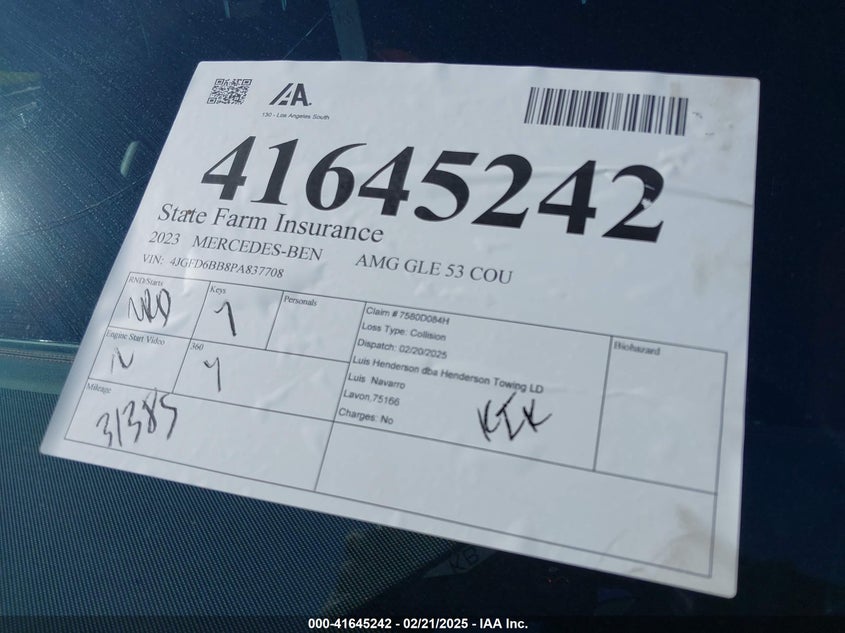 IAA.
150 - Los Angeles South
41645242
State Farm Insurance
2023 MERCEDES-BEN AMG GLE 53 COU
VIN: 4JGFD6BB8PA837708
RND/Starts
Keys
Y
Personals
Engine Start Video
N
360
Y
Mileage
31385
Claim # 7580D084H
Loss Type: Collision
Dispatch: 02/20/2025
Luis Henderson dba Henderson Towing LD
Luis Navarro
Lavon,75166
Charges: No
Biohazard
000-41645242 - 02/21/2025 - IAA Inc.